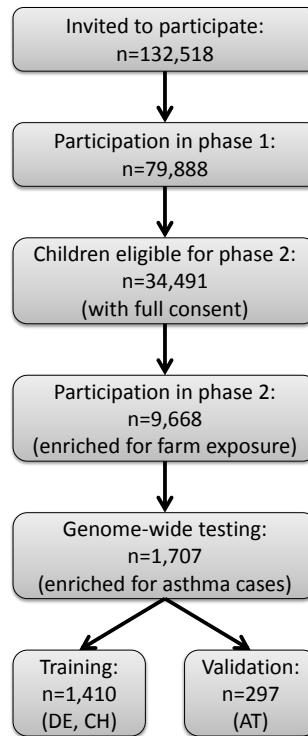 Invited to participate:
n=132,518
Participation in phase 1:
n=79,888
Children eligible for phase 2:
n=34,491
(with full consent)
Participation in phase 2:
n=9,668
(enriched for farm exposure)
Genome-wide testing:
n=1,707
(enriched for asthma cases)
Training:
n=1,410
(DE, CH)
Validation:
n=297
(AT)